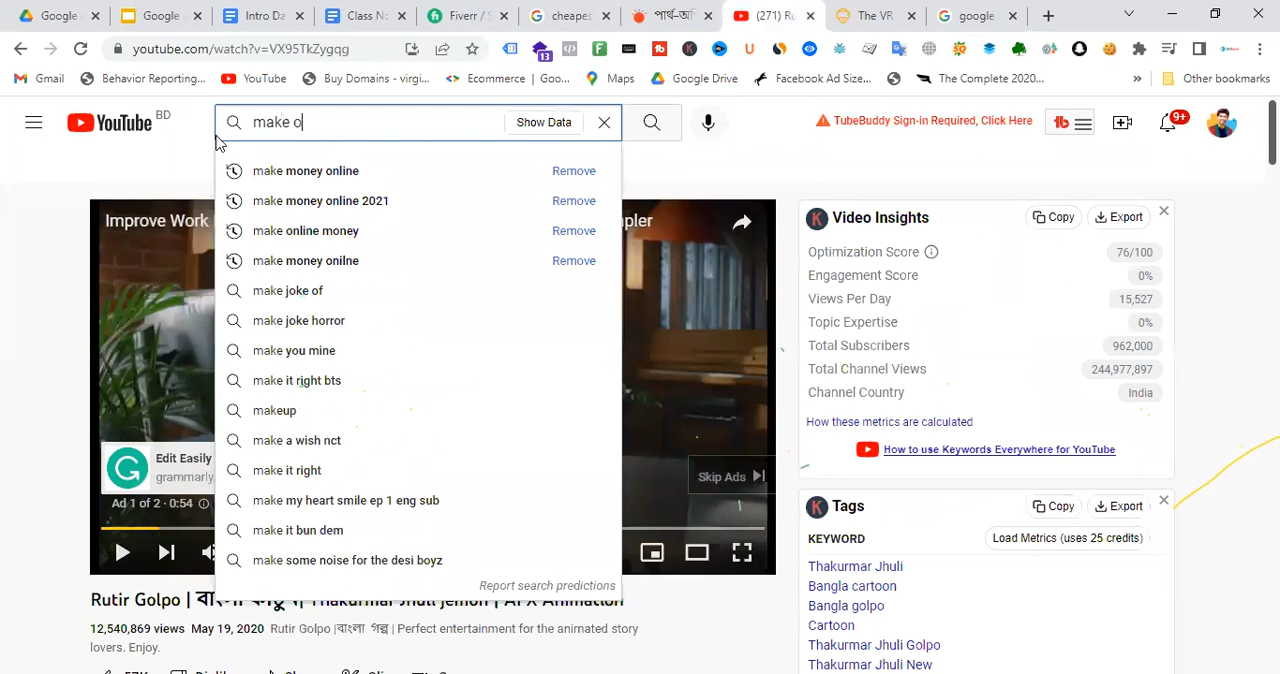 Google
Google
Intro Da
Class No
Fiverr / S
cheapes
পার্থ-অ
(271) Ru
The VR
google
youtube.com/watch?v=VX95TkZygqg
13
Gmail
Behavior Reporting...
YouTube
Buy Domains - virgi...
Ecommerce | Goo...
Maps
Google Drive
Facebook Ad Size...
The Complete 2020...
»
Other bookmarks
YouTube BD
make o
Show Data
TubeBuddy Sign-in Required, Click Here
9+
make money online
Remove
make money online 2021
Remove
make online money
Remove
make money onilne
Remove
make joke of
make joke horror
make you mine
make it right bts
makeup
make a wish nct
make it right
make my heart smile ep 1 eng sub
make it bun dem
make some noise for the desi boyz
Report search predictions
Improve Work
pler
Edit Easily
grammarly.
Ad 1 of 2 · 0:54
Skip Ads
Rutir Golpo | বাংলা কার্টুন| Thakurmar Jhuli jemon | AFX Animation
12,540,869 views May 19, 2020 Rutir Golpo |বাংলা গল্প | Perfect entertainment for the animated story
lovers. Enjoy.
Video Insights
Copy
Export
Optimization Score
76/100
Engagement Score
0%
Views Per Day
15,527
Topic Expertise
0%
Total Subscribers
962,000
Total Channel Views
244,977,897
Channel Country
India
How these metrics are calculated
How to use Keywords Everywhere for YouTube
Tags
Copy
Export
KEYWORD
Load Metrics (uses 25 credits)
Thakurmar Jhuli
Bangla cartoon
Bangla golpo
Cartoon
Thakurmar Jhuli Golpo
Thakurmar Jhuli New